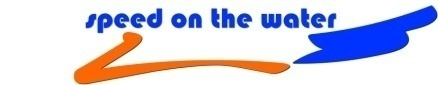 speed on the water